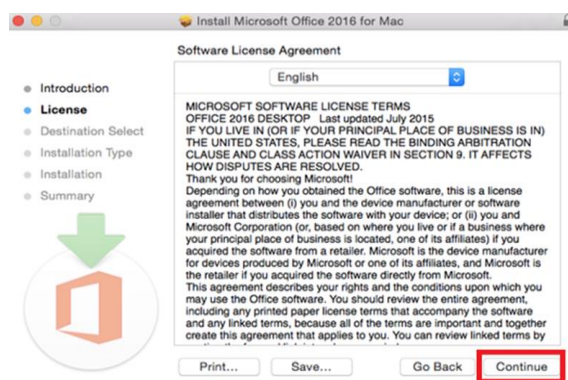 Install Microsoft Office 2016 for Mac
Software License Agreement
English
Introduction
License
Destination Select
Installation Type
Installation
Summary
MICROSOFT SOFTWARE LICENSE TERMS
OFFICE 2016 DESKTOP Last updated July 2015
IF YOU LIVE IN (OR IF YOUR PRINCIPAL PLACE OF BUSINESS IS IN)
THE UNITED STATES, PLEASE READ THE BINDING ARBITRATION
CLAUSE AND CLASS ACTION WAIVER IN SECTION 9. IT AFFECTS
HOW DISPUTES ARE RESOLVED.
Thank you for choosing Microsoft!
Depending on how you obtained the Office software, this is a license
agreement between (i) you and the device manufacturer or software
installer that distributes the software with your device; or (ii) you and
Microsoft Corporation (or, based on where you live or if a business where
your principal place of business is located, one of its affiliates) if you
acquired the software from a retailer. Microsoft is the device manufacturer
for devices produced by Microsoft or one of its affiliates, and Microsoft is
the retailer if you acquired the software directly from Microsoft.
This agreement describes your rights and the conditions upon which you
may use the Office software. You should review the entire agreement,
including any printed paper license terms that accompany the software
and any linked terms, because all of the terms are important and together
create this agreement that applies to you. You can review linked terms by
Print...
Save...
Go Back
Continue